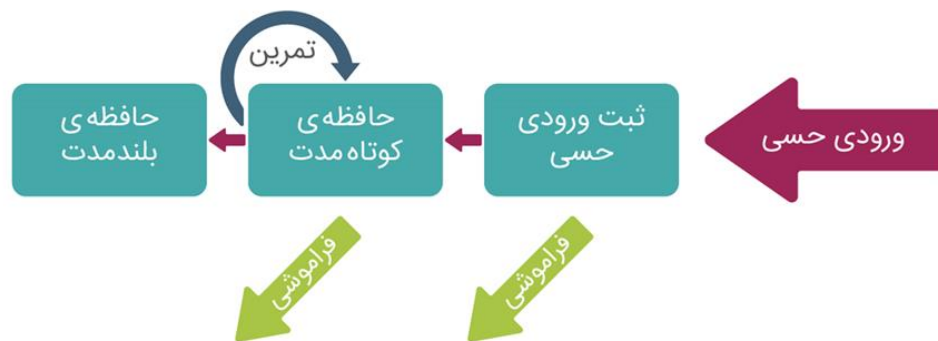 تمرین
ورودی حسی
ثبت ورودی
حسی
حافظه‌ی
کوتاه مدت
حافظه‌ی
بلندمدت
فراموشی
فراموشی